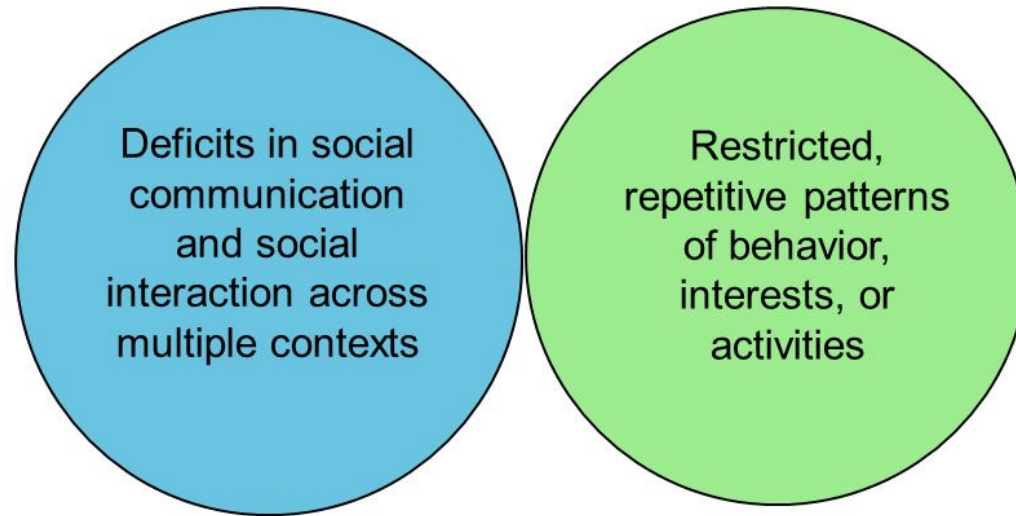 Deficits in social
communication
and social
interaction across
multiple contexts
Restricted,
repetitive patterns
of behavior,
interests, or
activities